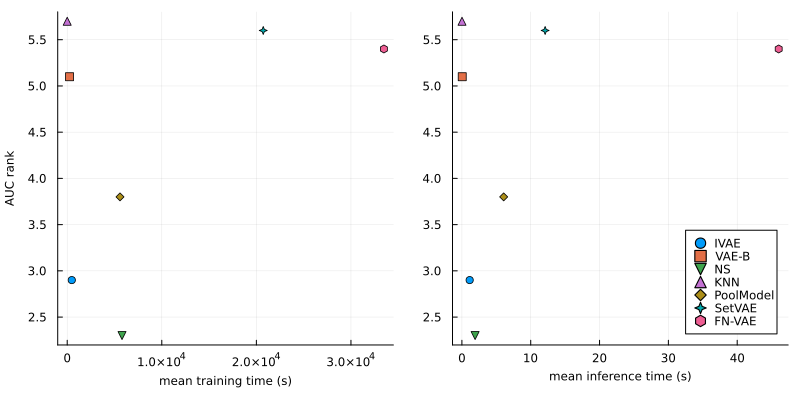 AUC rank
5.5
5.0
4.5
4.0
3.5
3.0
2.5
0
1.0×10⁴
2.0×10⁴
3.0×10⁴
mean training time (s)
5.5
5.0
4.5
4.0
3.5
3.0
2.5
0
10
20
30
40
mean inference time (s)
IVAE
VAE-B
NS
KNN
PoolModel
SetVAE
FN-VAE